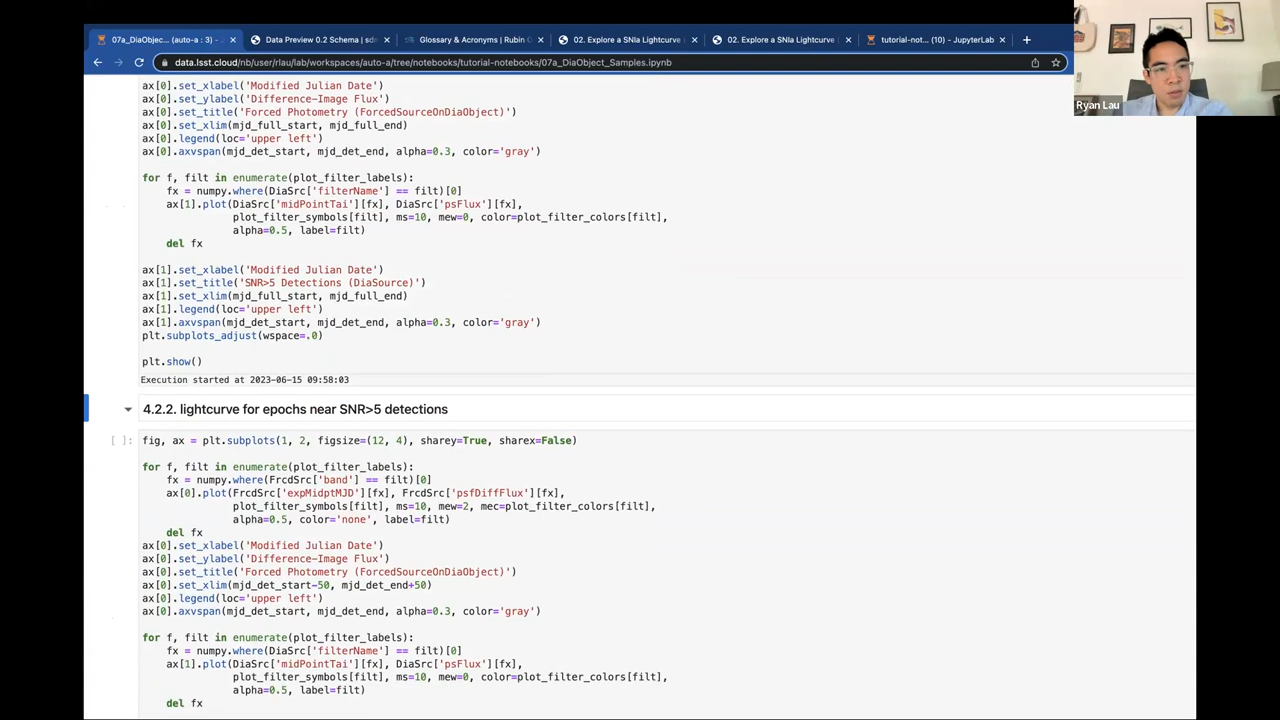 07a_DiaObjec... (auto-a : 3) -
Data Preview 0.2 Schema | sdm
Glossary & Acronyms | Rubin O
02. Explore a SNIa Lightcurve
02. Explore a SNIa Lightcurve
tutorial-not... (10) - JupyterLab
data.lsst.cloud/nb/user/rlau/lab/workspaces/auto-a/tree/notebooks/tutorial-notebooks/07a_DiaObject_Samples.ipynb
Ryan Lau
ax[0].set_xlabel('Modified Julian Date')
ax[0].set_ylabel('Difference-Image Flux')
ax[0].set_title('Forced Photometry (ForcedSourceOnDiaObject)')
ax[0].set_xlim(mjd_full_start, mjd_full_end)
ax[0].legend(loc='upper left')
ax[0].axvspan(mjd_det_start, mjd_det_end, alpha=0.3, color='gray')
for f, filt in enumerate(plot_filter_labels):
fx = numpy.where(DiaSrc['filterName'] == filt)[0]
ax[1].plot(DiaSrc['midPointTai'][fx], DiaSrc['psFlux'][fx],
plot_filter_symbols[filt], ms=10, mew=0, color=plot_filter_colors[filt],
alpha=0.5, label=filt)
del fx
ax[1].set_xlabel('Modified Julian Date')
ax[1].set_title('SNR>5 Detections (DiaSource)')
ax[1].set_xlim(mjd_full_start, mjd_full_end)
ax[1].legend(loc='upper left')
ax[1].axvspan(mjd_det_start, mjd_det_end, alpha=0.3, color='gray')
plt.subplots_adjust(wspace=.0)
plt.show()
Execution started at 2023-06-15 09:58:03
4.2.2. lightcurve for epochs near SNR>5 detections
[ ]: fig, ax = plt.subplots(1, 2, figsize=(12, 4), sharey=True, sharex=False)
for f, filt in enumerate(plot_filter_labels):
fx = numpy.where(FrcdSrc['band'] == filt)[0]
ax[0].plot(FrcdSrc['expMidptMJD'][fx], FrcdSrc['psfDiffFlux'][fx],
plot_filter_symbols[filt], ms=10, mew=2, mec=plot_filter_colors[filt],
alpha=0.5, color='none', label=filt)
del fx
ax[0].set_xlabel('Modified Julian Date')
ax[0].set_ylabel('Difference-Image Flux')
ax[0].set_title('Forced Photometry (ForcedSourceOnDiaObject)')
ax[0].set_xlim(mjd_det_start-50, mjd_det_end+50)
ax[0].legend(loc='upper left')
ax[0].axvspan(mjd_det_start, mjd_det_end, alpha=0.3, color='gray')
for f, filt in enumerate(plot_filter_labels):
fx = numpy.where(DiaSrc['filterName'] == filt)[0]
ax[1].plot(DiaSrc['midPointTai'][fx], DiaSrc['psFlux'][fx],
plot_filter_symbols[filt], ms=10, mew=0, color=plot_filter_colors[filt],
alpha=0.5, label=filt)
del fx